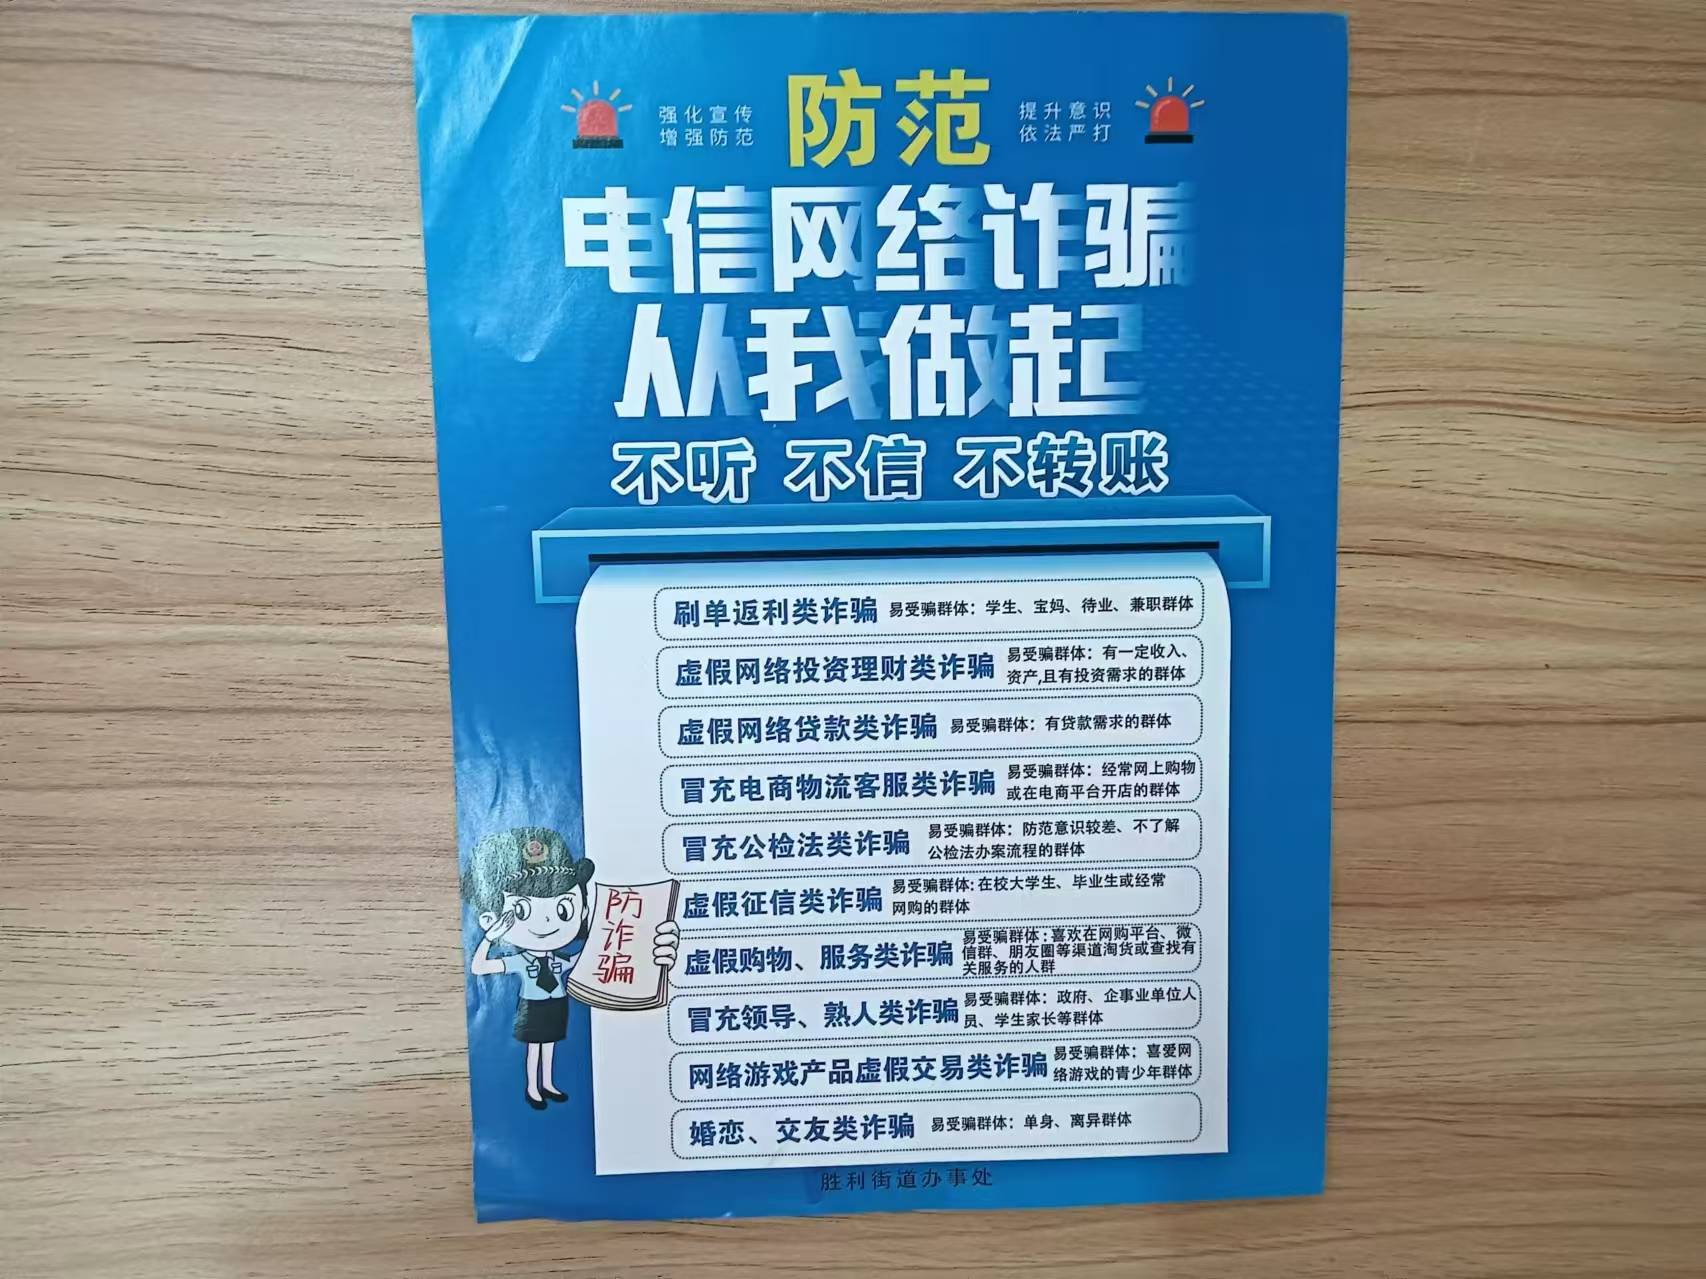 强化宣传
增强防范
防范
提升意识
依法严打
电信网络诈骗
从我做起
不听 不信 不转账
刷单返利类诈骗 易受骗群体：学生、宝妈、待业、兼职群体
虚假网络投资理财类诈骗 易受骗群体：有一定收入、
资产,且有投资需求的群体
虚假网络贷款类诈骗 易受骗群体：有贷款需求的群体
冒充电商物流客服类诈骗 易受骗群体：经常网上购物
或在电商平台开店的群体
冒充公检法类诈骗 易受骗群体：防范意识较差、不了解
公检法办案流程的群体
虚假征信类诈骗 易受骗群体：在校大学生、毕业生或经常
网购的群体
虚假购物、服务类诈骗 易受骗群体：喜欢在网购平台、微
信群、朋友圈等渠道淘货或查找有
关服务的人群
冒充领导、熟人类诈骗 易受骗群体：政府、企事业单位人
员、学生家长等群体
网络游戏产品虚假交易类诈骗 易受骗群体：喜爱网
络游戏的青少年群体
婚恋、交友类诈骗 易受骗群体：单身、离异群体
防诈骗
胜利街道办事处